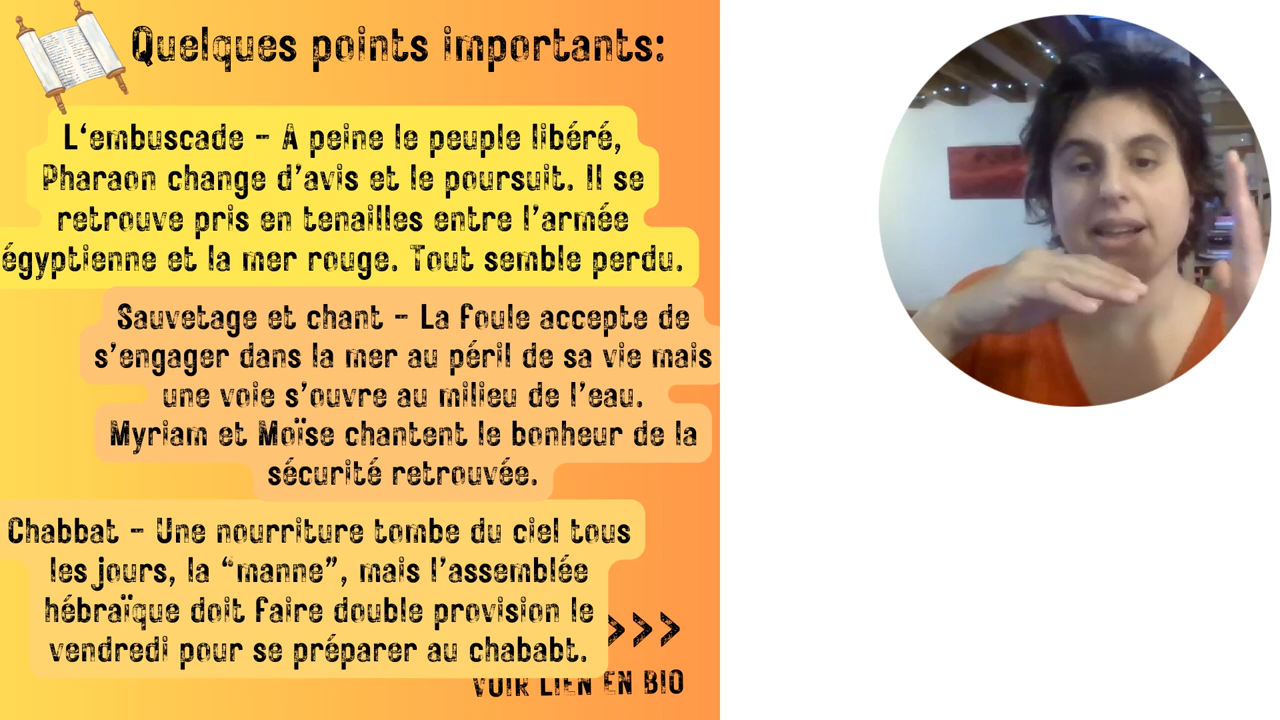 Quelques points importants:
L'embuscade - A peine le peuple libéré,
Pharaon change d'avis et le poursuit. Il se
retrouve pris en tenailles entre l'armée
égyptienne et la mer rouge. Tout semble perdu.
Sauvetage et chant - La foule accepte de
s'engager dans la mer au péril de sa vie mais
une voie s'ouvre au milieu de l'eau.
Myriam et Moïse chantent le bonheur de la
sécurité retrouvée.
Chabbat - Une nourriture tombe du ciel tous
les jours, la “manne”, mais l'assemblée
hébraïque doit faire double provision le
vendredi pour se préparer au chababt.
>>>
VOIR LIEN EN BIO